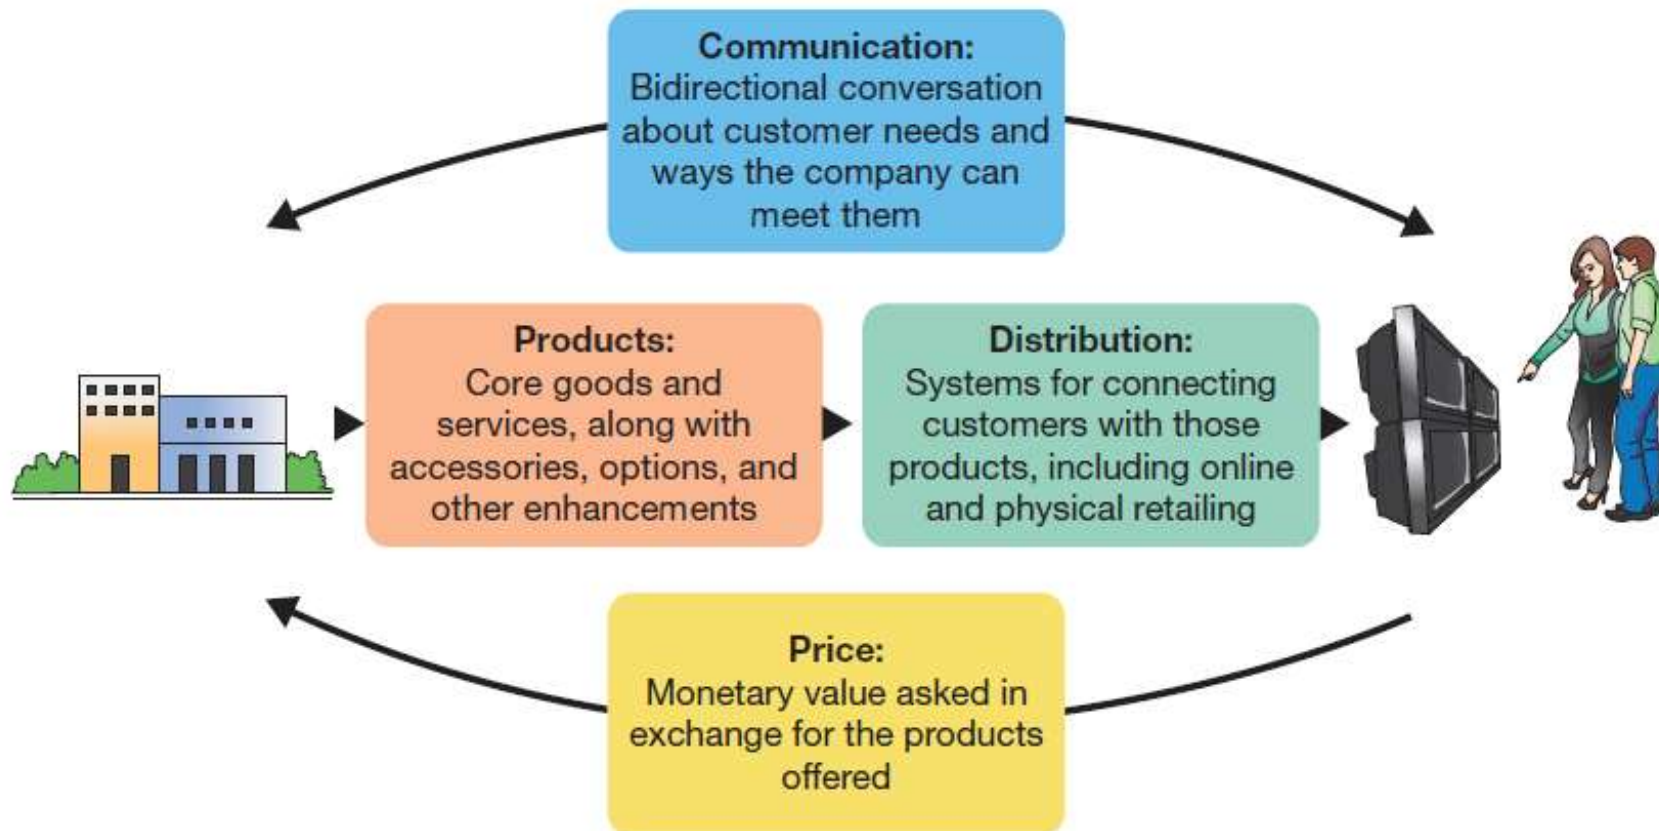 Communication:
Bidirectional conversation
about customer needs and
ways the company can
meet them
Products:
Core goods and
services, along with
accessories, options, and
other enhancements
Distribution:
Systems for connecting
customers with those
products, including online
and physical retailing
Price:
Monetary value asked in
exchange for the products
offered